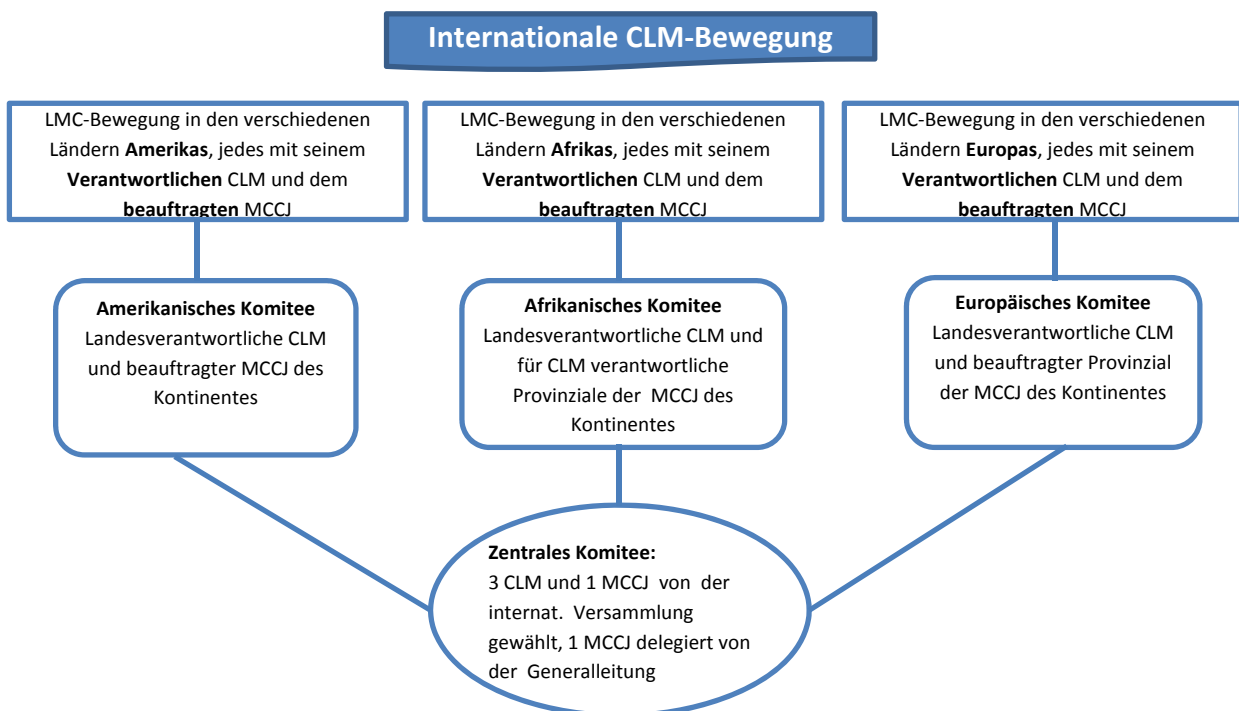 Internationale CLM-Bewegung
LMC-Bewegung in den verschiedenen
Ländern Amerikas, jedes mit seinem
Verantwortlichen CLM und dem
beauftragten MCCJ
LMC-Bewegung in den verschiedenen
Ländern Afrikas, jedes mit seinem
Verantwortlichen CLM und dem
beauftragten MCCJ
LMC-Bewegung in den verschiedenen
Ländern Europas, jedes mit seinem
Verantwortlichen CLM und dem
beauftragten MCCJ
Amerikanisches Komitee
Landesverantwortliche CLM
und beauftragter MCCJ des
Kontinentes
Afrikanisches Komitee
Landesverantwortliche CLM und
für CLM verantwortliche
Provinziale der MCCJ des
Kontinentes
Europäisches Komitee
Landesverantwortliche CLM
und beauftragter Provinzial
der MCCJ des Kontinentes
Zentrales Komitee:
3 CLM und 1 MCCJ von der
internat. Versammlung
gewählt, 1 MCCJ delegiert von
der Generalleitung